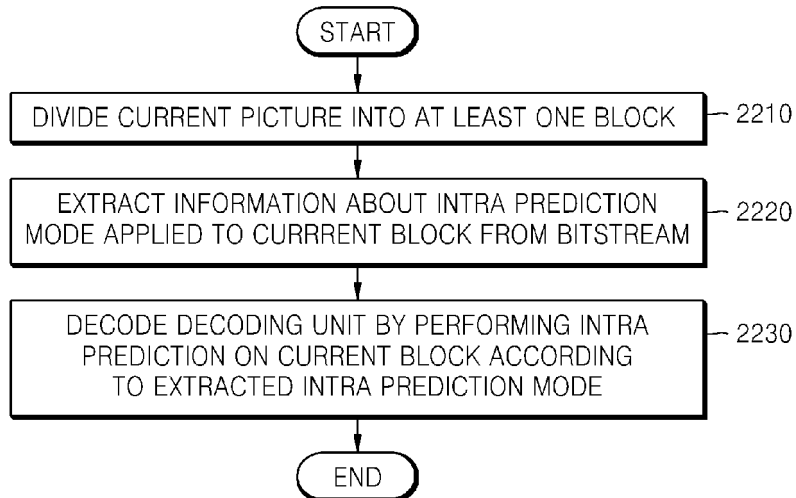 START
DIVIDE CURRENT PICTURE INTO AT LEAST ONE BLOCK
2210
EXTRACT INFORMATION ABOUT INTRA PREDICTION
MODE APPLIED TO CURRRENT BLOCK FROM BITSTREAM
2220
DECODE DECODING UNIT BY PERFORMING INTRA
PREDICTION ON CURRENT BLOCK ACCORDING
TO EXTRACTED INTRA PREDICTION MODE
2230
END